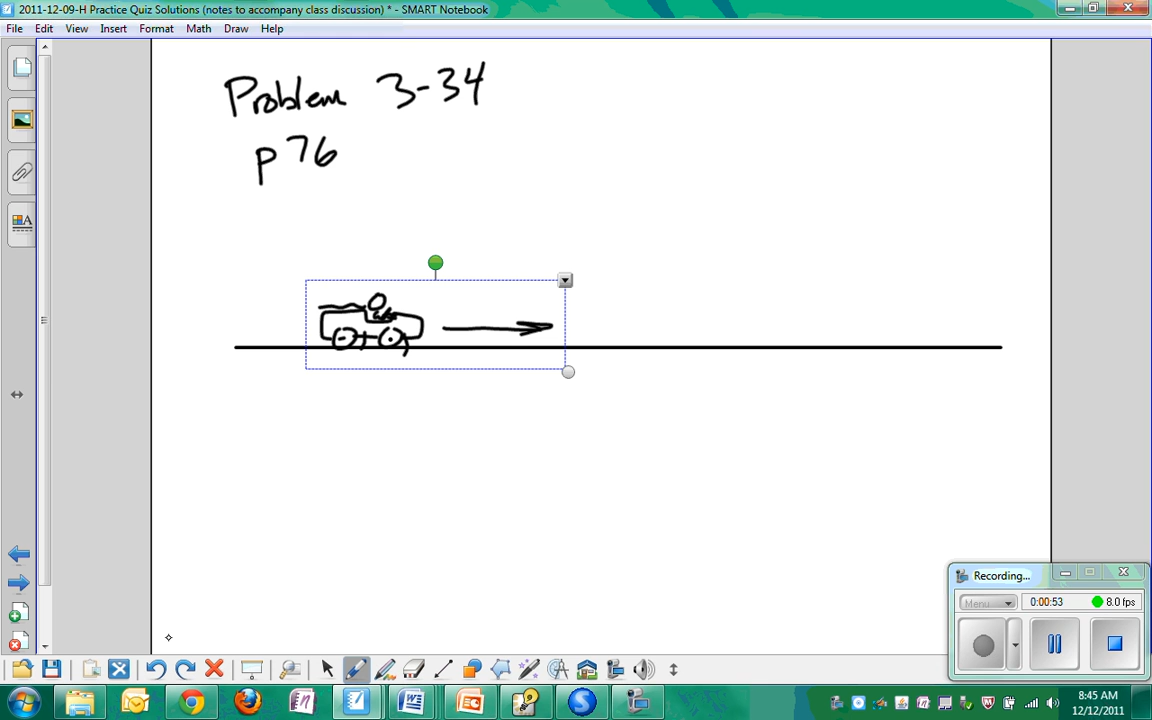 2011-12-09-H Practice Quiz Solutions (notes to accompany class discussion) * - SMART Notebook
File Edit View Insert Format Math Draw Help
Problem 3-34
p 76
Recording...
Menu 0:00:53 8.0 fps
8:45 AM
12/12/2011